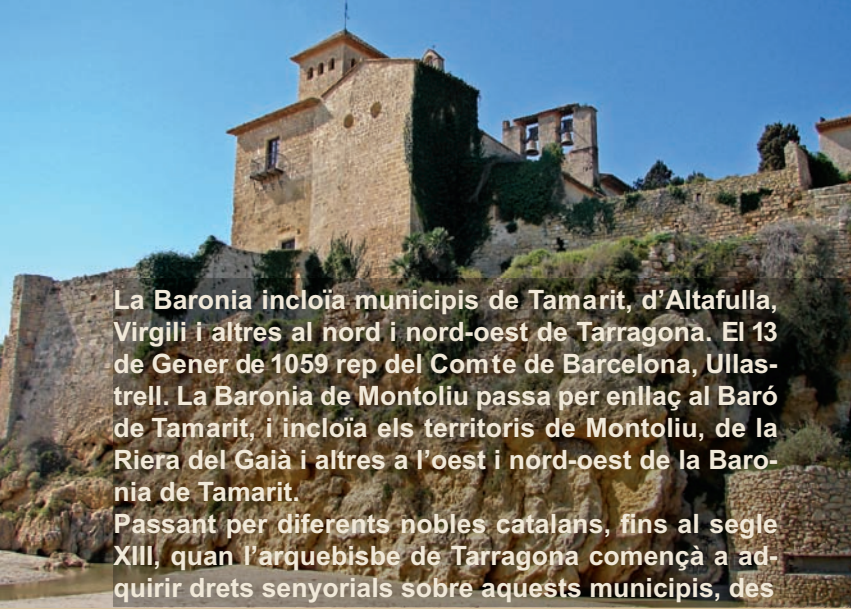 La Baronia incloïa municipis de Tamarit, d’Altafulla,
Virgili i altres al nord i nord-oest de Tarragona. El 13
de Gener de 1059 rep del Comte de Barcelona, Ullas-
trell. La Baronia de Montoliu passa per enllaç al Baró
de Tamarit, i incloïa els territoris de Montoliu, de la
Riera del Gaià i altres a l’oest i nord-oest de la Baro-
nia de Tamarit.
Passant per diferents nobles catalans, fins al segle
XIII, quan l’arquebisbe de Tarragona començà a ad-
quirir drets senyorials sobre aquests municipis, des